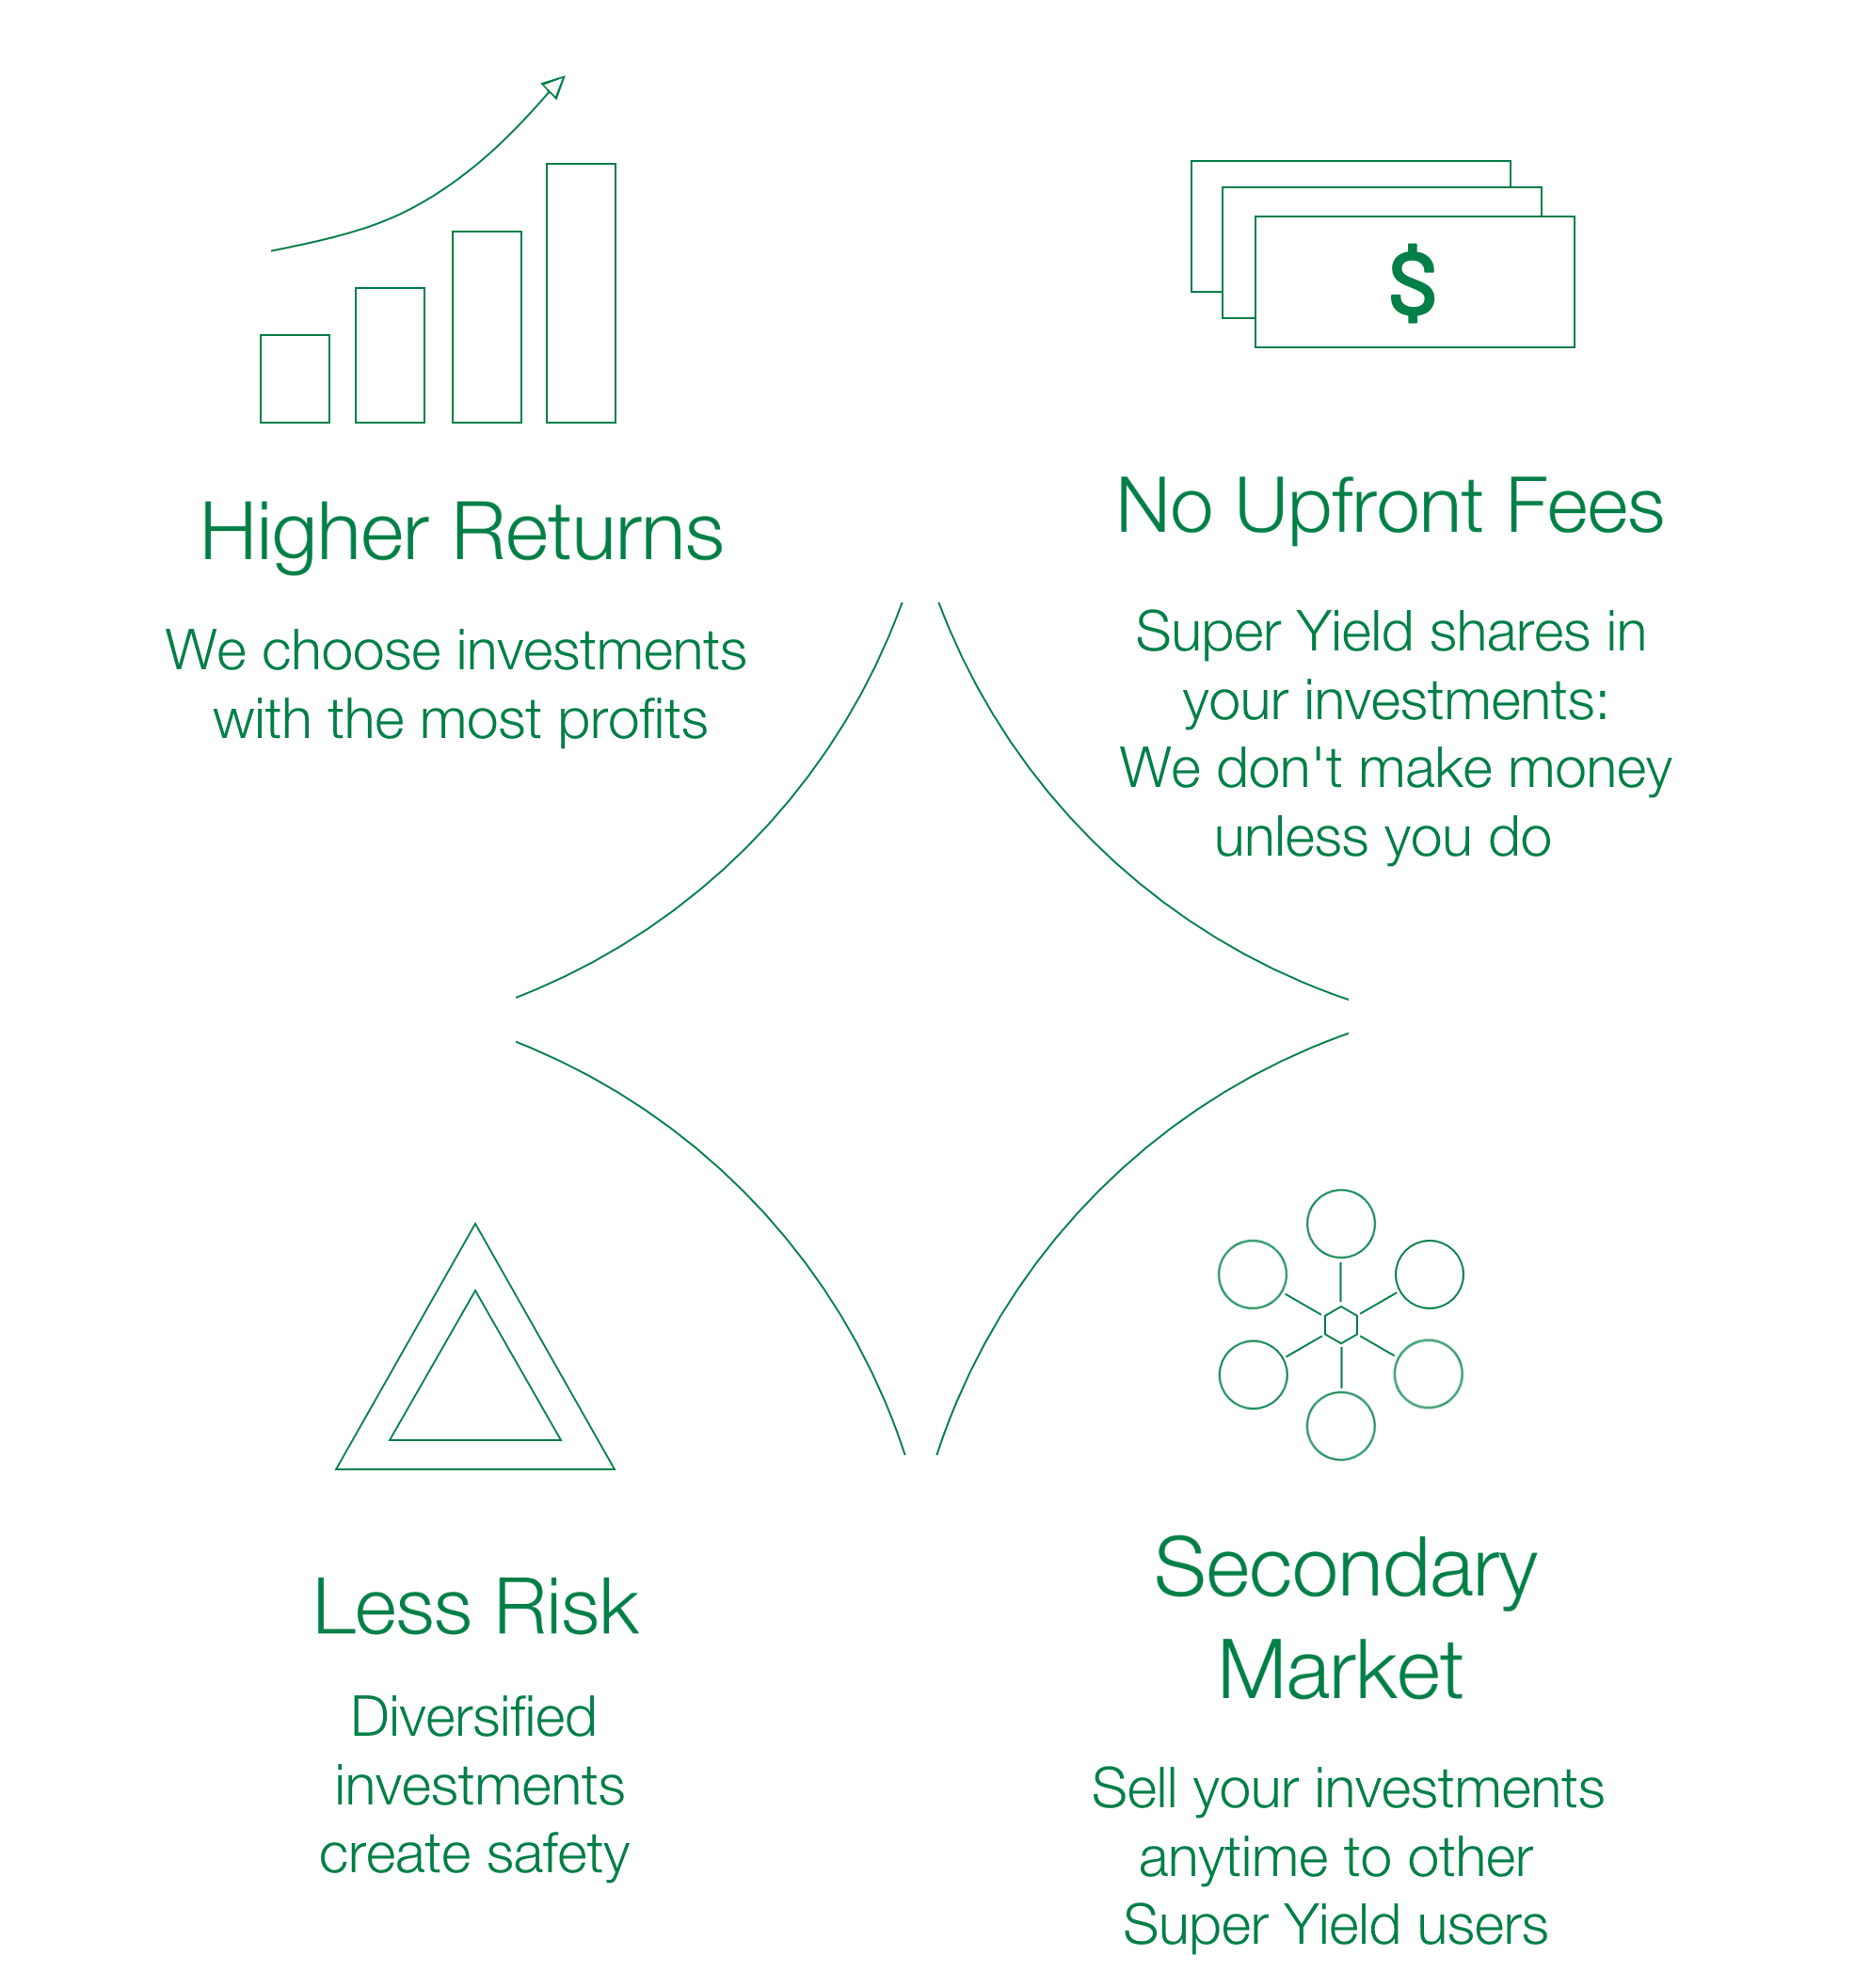 $
Higher Returns
We choose investments
with the most profits
No Upfront Fees
Super Yield shares in
your investments:
We don't make money
unless you do
Less Risk
Diversified
investments
create safety
Secondary
Market
Sell your investments
anytime to other
Super Yield users